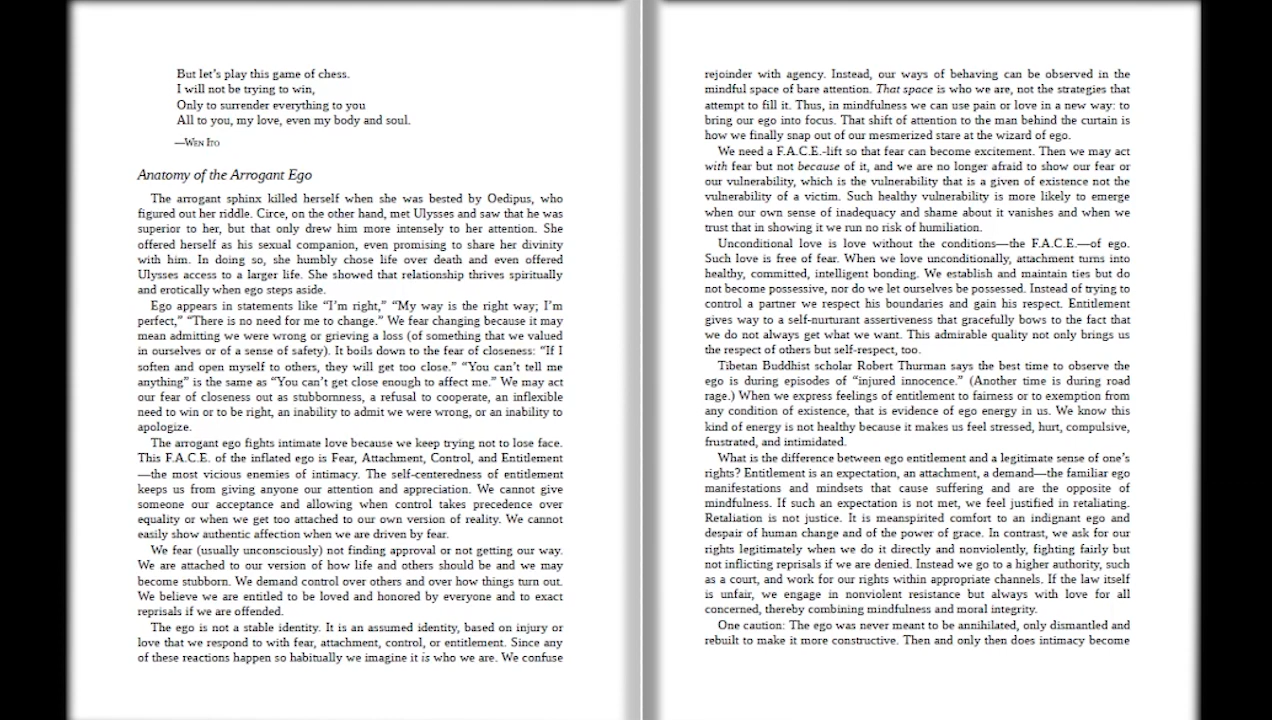 But let's play this game of chess.
I will not be trying to win,
Only to surrender everything to you
All to you, my love, even my body and soul.
—WEN ITO
Anatomy of the Arrogant Ego
The arrogant sphinx killed herself when she was bested by Oedipus, who
figured out her riddle. Circe, on the other hand, met Ulysses and saw that he was
superior to her, but that only drew him more intensely to her attention. She
offered herself as his sexual companion, even promising to share her divinity
with him. In doing so, she humbly chose life over death and even offered
Ulysses access to a larger life. She showed that relationship thrives spiritually
and erotically when ego steps aside.
Ego appears in statements like “I'm right,” “My way is the right way; I'm
perfect,” “There is no need for me to change.” We fear changing because it may
mean admitting we were wrong or grieving a loss (of something that we valued
in ourselves or of a sense of safety). It boils down to the fear of closeness: “If I
soften and open myself to others, they will get too close.” “You can't tell me
anything” is the same as “You can't get close enough to affect me.” We may act
our fear of closeness out as stubbornness, a refusal to cooperate, an inflexible
need to win or to be right, an inability to admit we were wrong, or an inability to
apologize.
The arrogant ego fights intimate love because we keep trying not to lose face.
This F.A.C.E. of the inflated ego is Fear, Attachment, Control, and Entitlement
—the most vicious enemies of intimacy. The self-centeredness of entitlement
keeps us from giving anyone our attention and appreciation. We cannot give
someone our acceptance and allowing when control takes precedence over
equality or when we get too attached to our own version of reality. We cannot
easily show authentic affection when we are driven by fear.
We fear (usually unconsciously) not finding approval or not getting our way.
We are attached to our version of how life and others should be and we may
become stubborn. We demand control over others and over how things turn out.
We believe we are entitled to be loved and honored by everyone and to exact
reprisals if we are offended.
The ego is not a stable identity. It is an assumed identity, based on injury or
love that we respond to with fear, attachment, control, or entitlement. Since any
of these reactions happen so habitually we imagine it is who we are. We confuse
rejoinder with agency. Instead, our ways of behaving can be observed in the
mindful space of bare attention. That space is who we are, not the strategies that
attempt to fill it. Thus, in mindfulness we can use pain or love in a new way: to
bring our ego into focus. That shift of attention to the man behind the curtain is
how we finally snap out of our mesmerized stare at the wizard of ego.
We need a F.A.C.E.-lift so that fear can become excitement. Then we may act
with fear but not because of it, and we are no longer afraid to show our fear or
our vulnerability, which is the vulnerability that is a given of existence not the
vulnerability of a victim. Such healthy vulnerability is more likely to emerge
when our own sense of inadequacy and shame about it vanishes and when we
trust that in showing it we run no risk of humiliation.
Unconditional love is love without the conditions—the F.A.C.E.—of ego.
Such love is free of fear. When we love unconditionally, attachment turns into
healthy, committed, intelligent bonding. We establish and maintain ties but do
not become possessive, nor do we let ourselves be possessed. Instead of trying to
control a partner we respect his boundaries and gain his respect. Entitlement
gives way to a self-nurturant assertiveness that gracefully bows to the fact that
we do not always get what we want. This admirable quality not only brings us
the respect of others but self-respect, too.
Tibetan Buddhist scholar Robert Thurman says the best time to observe the
ego is during episodes of “injured innocence.” (Another time is during road
rage.) When we express feelings of entitlement to fairness or to exemption from
any condition of existence, that is evidence of ego energy in us. We know this
kind of energy is not healthy because it makes us feel stressed, hurt, compulsive,
frustrated, and intimidated.
What is the difference between ego entitlement and a legitimate sense of one's
rights? Entitlement is an expectation, an attachment, a demand—the familiar ego
manifestations and mindsets that cause suffering and are the opposite of
mindfulness. If such an expectation is not met, we feel justified in retaliating.
Retaliation is not justice. It is meanspirited comfort to an indignant ego and
despair of human change and of the power of grace. In contrast, we ask for our
rights legitimately when we do it directly and nonviolently, fighting fairly but
not inflicting reprisals if we are denied. Instead we go to a higher authority, such
as a court, and work for our rights within appropriate channels. If the law itself
is unfair, we engage in nonviolent resistance but always with love for all
concerned, thereby combining mindfulness and moral integrity.
One caution: The ego was never meant to be annihilated, only dismantled and
rebuilt to make it more constructive. Then and only then does intimacy become